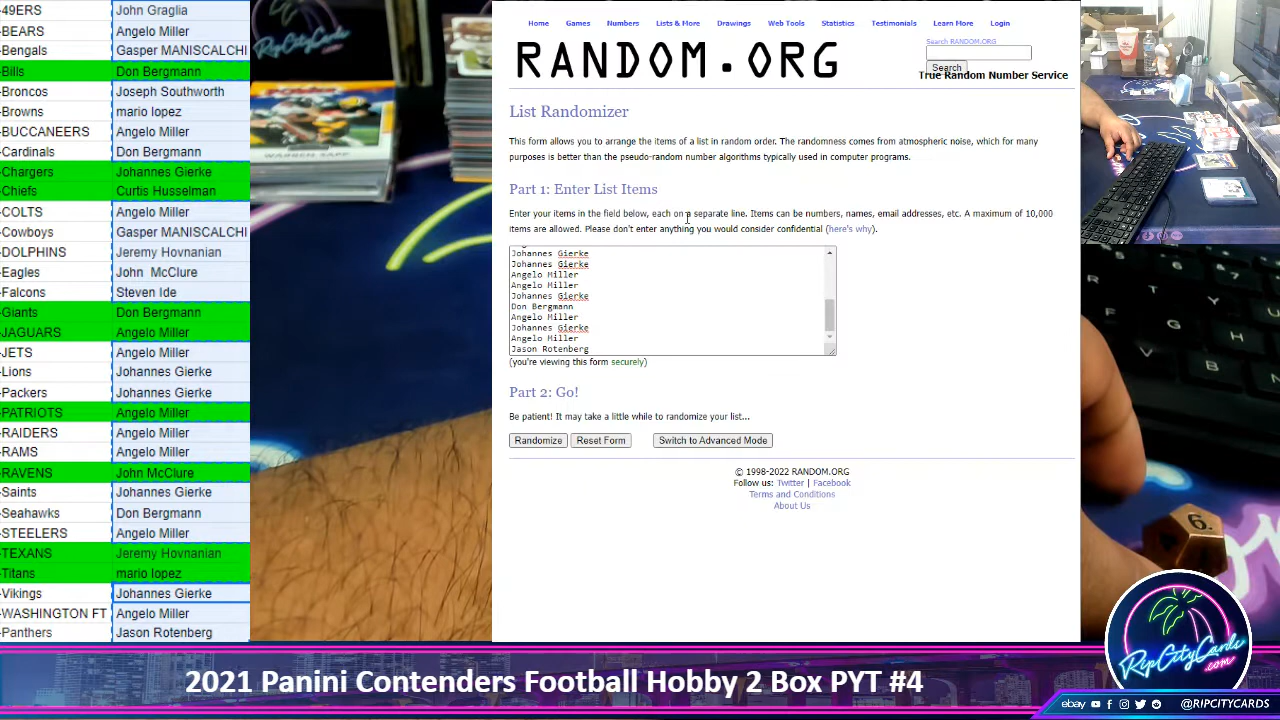 -49ERS John Graglia
-BEARS Angelo Miller
-Bengals Gasper MANISCALCHI
-Bills Don Bergmann
-Broncos Joseph Southworth
-Browns mario lopez
-BUCCANEERS Angelo Miller
-Cardinals Don Bergmann
-Chargers Johannes Gierke
-Chiefs Curtis Husselman
-COLTS Angelo Miller
-Cowboys Gasper MANISCALCHI
-DOLPHINS Jeremy Hovnanian
-Eagles John McClure
-Falcons Steven Ide
-Giants Don Bergmann
-JAGUARS Angelo Miller
-JETS Angelo Miller
-Lions Johannes Gierke
-Packers Johannes Gierke
-PATRIOTS Angelo Miller
-RAIDERS Angelo Miller
-RAMS Angelo Miller
-RAVENS John McClure
-Saints Johannes Gierke
-Seahawks Don Bergmann
-STEELERS Angelo Miller
-TEXANS Jeremy Hovnanian
-Titans mario lopez
-Vikings Johannes Gierke
-WASHINGTON FT Angelo Miller
-Panthers Jason Rotenberg
WARREN SAPP
Home Games Numbers Lists & More Drawings Web Tools Statistics Testimonials Learn More Login
RANDOM.ORG
Search RANDOM.ORG
Search
True Random Number Service
List Randomizer
This form allows you to arrange the items of a list in random order. The randomness comes from atmospheric noise, which for many
purposes is better than the pseudo-random number algorithms typically used in computer programs.
Part 1: Enter List Items
Enter your items in the field below, each on a separate line. Items can be numbers, names, email addresses, etc. A maximum of 10,000
items are allowed. Please don't enter anything you would consider confidential (here's why).
Johannes Gierke
Johannes Gierke
Angelo Miller
Angelo Miller
Johannes Gierke
Don Bergmann
Angelo Miller
Johannes Gierke
Angelo Miller
Jason Rotenberg
(you're viewing this form securely)
Part 2: Go!
Be patient! It may take a little while to randomize your list...
Randomize Reset Form Switch to Advanced Mode
© 1998-2022 RANDOM.ORG
Follow us: Twitter | Facebook
Terms and Conditions
About Us
6.
RipCityCards
.com
2021 Panini Contenders Football Hobby 2 Box PYT #4
ebay @RIPCITYCARDS